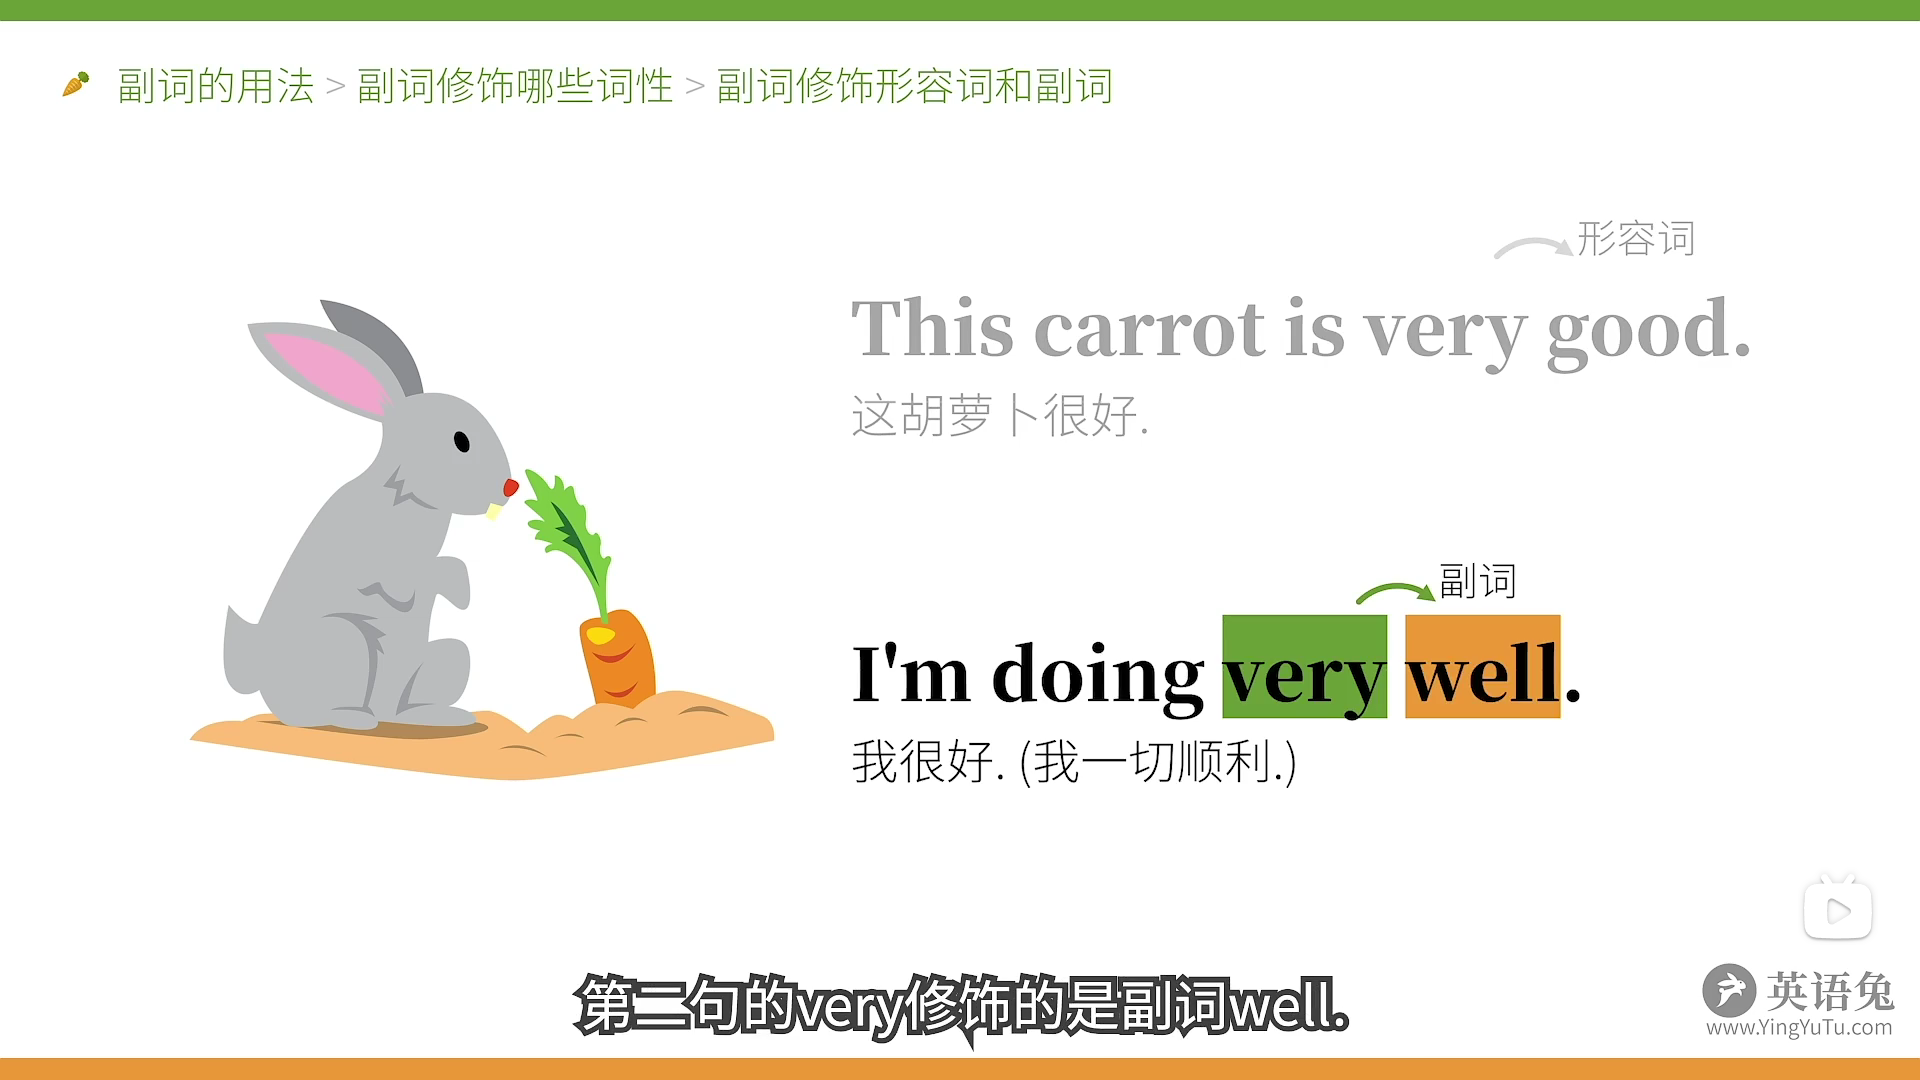 副词的用法 > 副词修饰哪些词性 > 副词修饰形容词和副词
形容词
This carrot is very good.
这胡萝卜很好.
副词
I'm doing very well.
我很好. (我一切顺利.)
第二句的very修饰的是副词well.
英语兔
www.YingYuTu.com